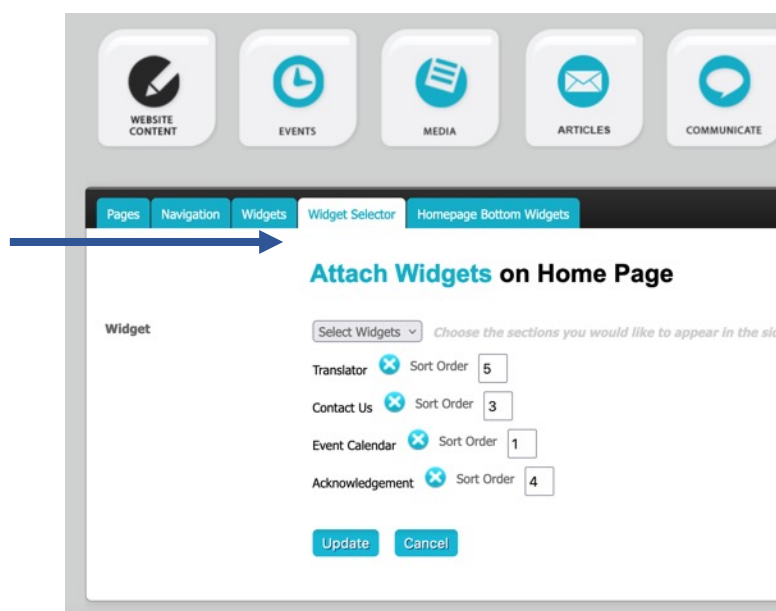 WEBSITE
CONTENT
EVENTS
MEDIA
ARTICLES
COMMUNICATE
Pages Navigation Widgets Widget Selector Homepage Bottom Widgets
Attach Widgets on Home Page
Widget
Select Widgets Choose the sections you would like to appear in the
Translator Sort Order 5
Contact Us Sort Order 3
Event Calendar Sort Order 1
Acknowledgement Sort Order 4
Update Cancel